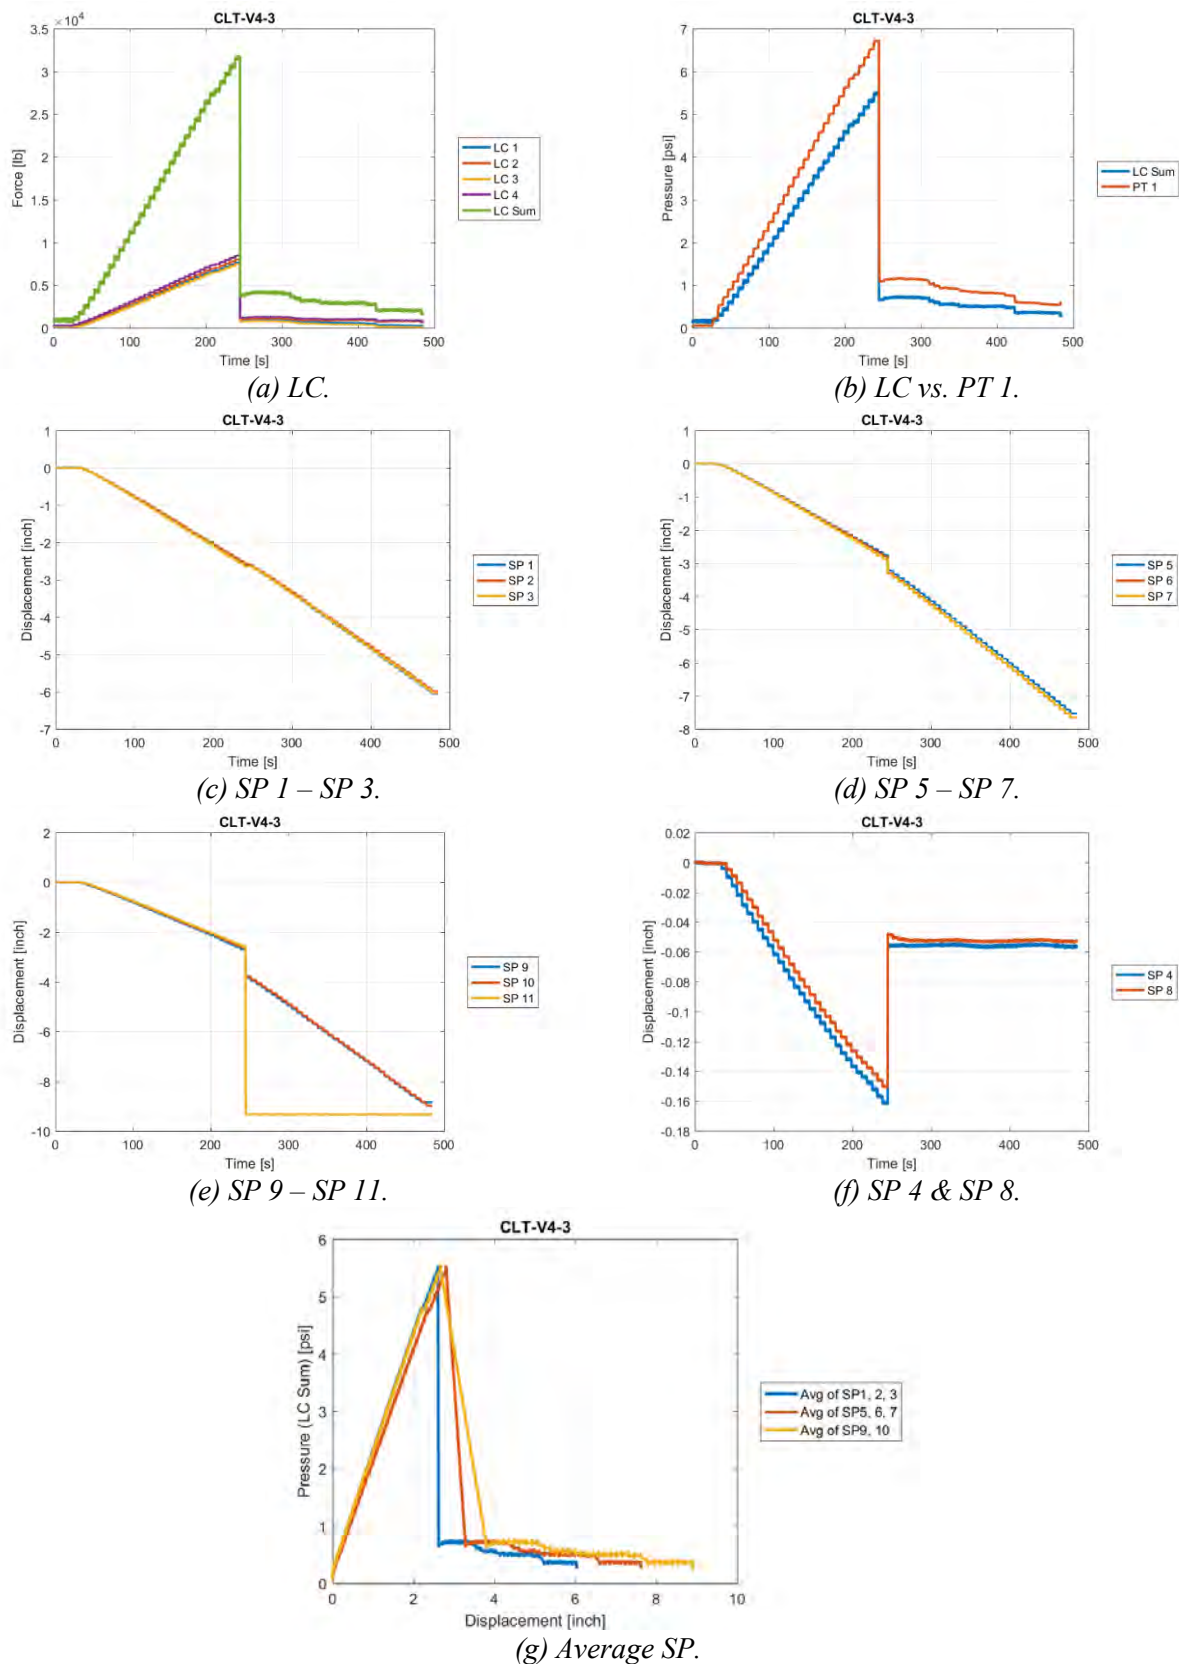 CLT-V4-3
×10⁴
3.5
3
2.5
2
1.5
1
0.5
0
Force [lb]
0 100 200 300 400 500
Time [s]
LC 1
LC 2
LC 3
LC 4
LC Sum
(a) LC.
CLT-V4-3
7
6
5
4
3
2
1
0
Pressure [psi]
0 100 200 300 400 500
Time [s]
LC Sum
PT 1
(b) LC vs. PT 1.
CLT-V4-3
1
0
-1
-2
-3
-4
-5
-6
-7
Displacement [inch]
0 100 200 300 400 500
Time [s]
SP 1
SP 2
SP 3
(c) SP 1 – SP 3.
CLT-V4-3
1
0
-1
-2
-3
-4
-5
-6
-7
-8
Displacement [inch]
0 100 200 300 400 500
Time [s]
SP 5
SP 6
SP 7
(d) SP 5 – SP 7.
CLT-V4-3
2
0
-2
-4
-6
-8
-10
Displacement [inch]
0 100 200 300 400 500
Time [s]
SP 9
SP 10
SP 11
(e) SP 9 – SP 11.
CLT-V4-3
0.02
0
-0.02
-0.04
-0.06
-0.08
-0.1
-0.12
-0.14
-0.16
-0.18
Displacement [inch]
0 100 200 300 400 500
Time [s]
SP 4
SP 8
(f) SP 4 & SP 8.
CLT-V4-3
6
5
4
3
2
1
0
Pressure (LC Sum) [psi]
0 2 4 6 8 10
Displacement [inch]
Avg of SP1, 2, 3
Avg of SP5, 6, 7
Avg of SP9, 10
(g) Average SP.